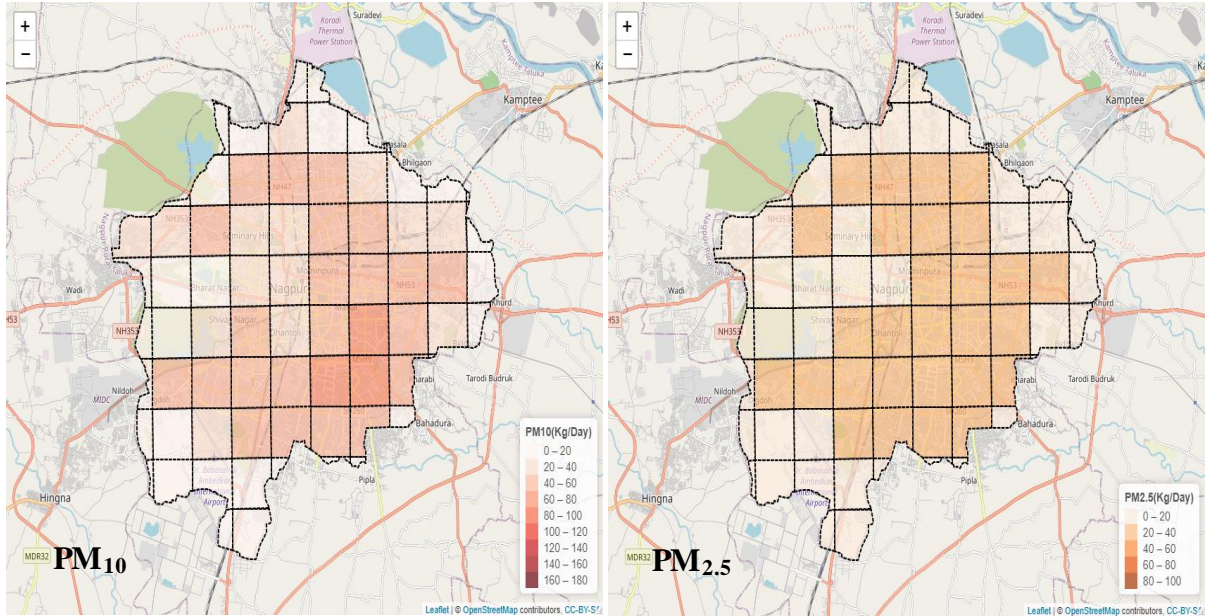 +
−
Koradi
Thermal
Power Station
Suradevi
Kamptee Taluka
Kamptee
Bhilgaon
NH47
NH353
Seminary Hills
Mominpura
Wadi
Bharat Nagar
Nagpur
NH53
H53
NH353
Shivaji Nagar
Dhantoli
Khurd
Nildoh
MIDC
Tarodi Budruk
Bahadura
Pipla
Hingna
Airport
MDR32
PM10(Kg/Day)
0 – 20
20 – 40
40 – 60
60 – 80
80 – 100
100 – 120
120 – 140
140 – 160
160 – 180
PM10
Leaflet | © OpenStreetMap contributors, CC-BY-SA
+
−
Koradi
Thermal
Power Station
Suradevi
Kamptee Taluka
Kamptee
Bhilgaon
NH47
NH353
Seminary Hills
Mominpura
Wadi
Bharat Nagar
Nagpur
NH53
H53
NH353
Shivaji Nagar
Dhantoli
Khurd
Nildoh
MIDC
Tarodi Budruk
Bahadura
Pipla
Hingna
Airport
MDR32
PM2.5(Kg/Day)
0 – 20
20 – 40
40 – 60
60 – 80
80 – 100
PM2.5
Leaflet | © OpenStreetMap contributors, CC-BY-SA